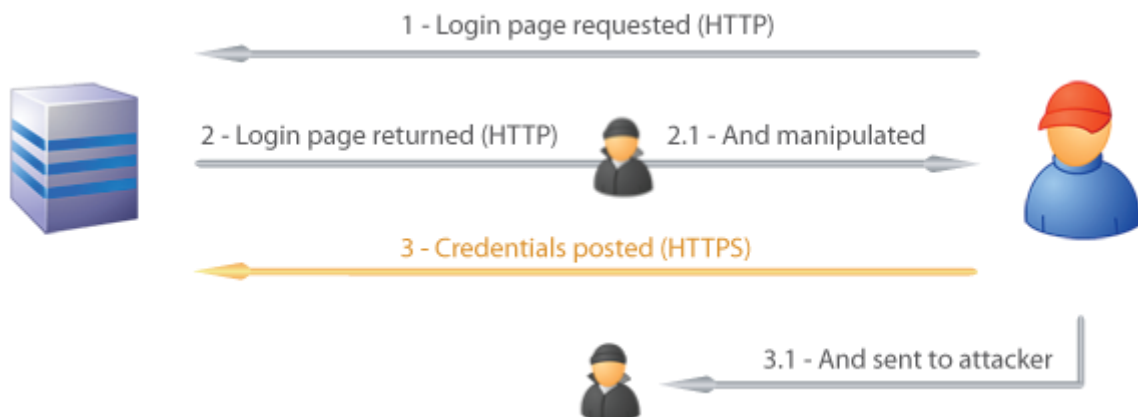 1 - Login page requested (HTTP)
2 - Login page returned (HTTP)
2.1 - And manipulated
3 - Credentials posted (HTTPS)
3.1 - And sent to attacker